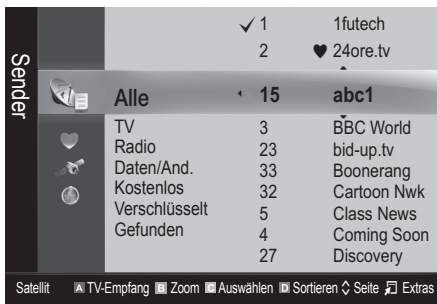 ✓ 1 1futech
2 ♥ 24ore.tv
Sender
Alle 15 abc1
TV 3 BBC World
Radio 23 bid-up.tv
Daten/And. 33 Boonerang
Kostenlos 32 Cartoon Nwk
Verschlüsselt 5 Class News
Gefunden 4 Coming Soon
27 Discovery
Satellit A TV-Empfang B Zoom C Auswählen D Sortieren Seite Extras